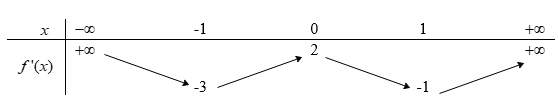 x −∞ -1 0 1 +∞
+∞ 2 +∞
f'(x)
-3 -1